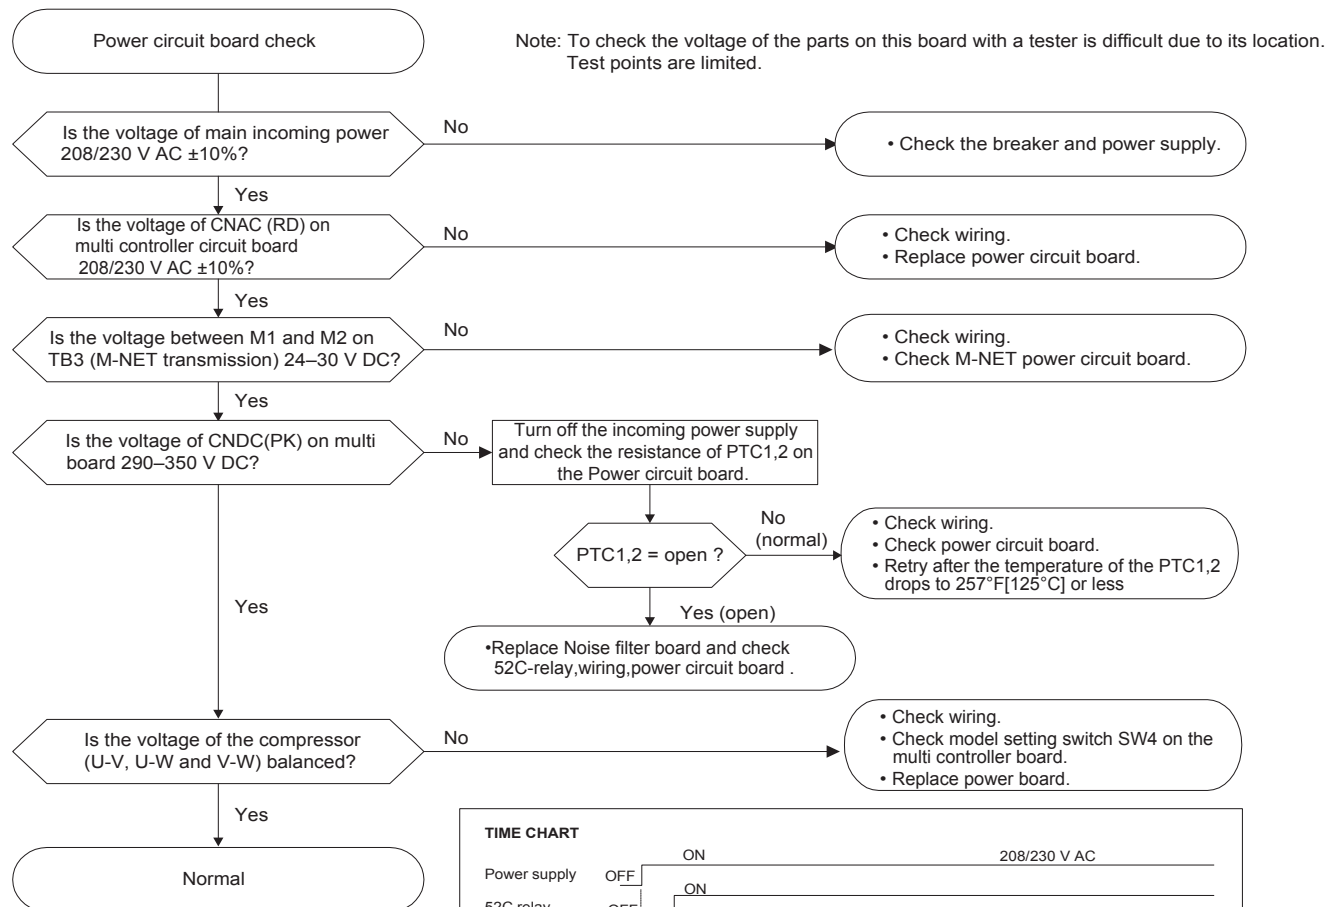 Power circuit board check
Note: To check the voltage of the parts on this board with a tester is difficult due to its location.
Test points are limited.
Is the voltage of main incoming power
208/230 V AC ±10%?
No
• Check the breaker and power supply.
Yes
Is the voltage of CNAC (RD) on
multi controller circuit board
208/230 V AC ±10%?
No
• Check wiring.
• Replace power circuit board.
Yes
Is the voltage between M1 and M2 on
TB3 (M-NET transmission) 24–30 V DC?
No
• Check wiring.
• Check M-NET power circuit board.
Yes
Is the voltage of CNDC(PK) on multi
board 290–350 V DC?
No
Turn off the incoming power supply
and check the resistance of PTC1,2 on
the Power circuit board.
PTC1,2 = open ?
No
(normal)
• Check wiring.
• Check power circuit board.
• Retry after the temperature of the PTC1,2
drops to 257°F[125°C] or less
Yes (open)
•Replace Noise filter board and check
52C-relay,wiring,power circuit board .
Yes
Is the voltage of the compressor
(U-V, U-W and V-W) balanced?
No
• Check wiring.
• Check model setting switch SW4 on the
multi controller board.
• Replace power board.
Yes
Normal
TIME CHART
Power supply
OFF
ON
208/230 V AC
52C relay
OFF
ON